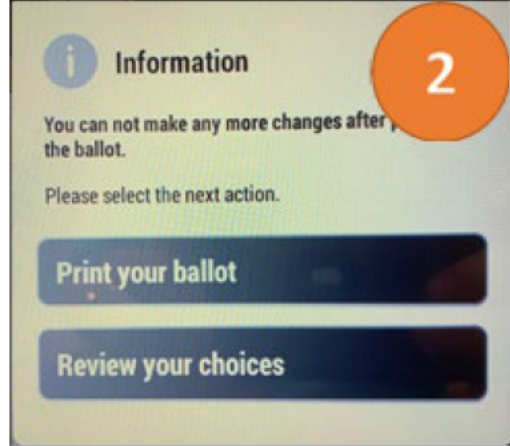 i
Information
2
You can not make any more changes after
the ballot.
Please select the next action.
Print your ballot
Review your choices